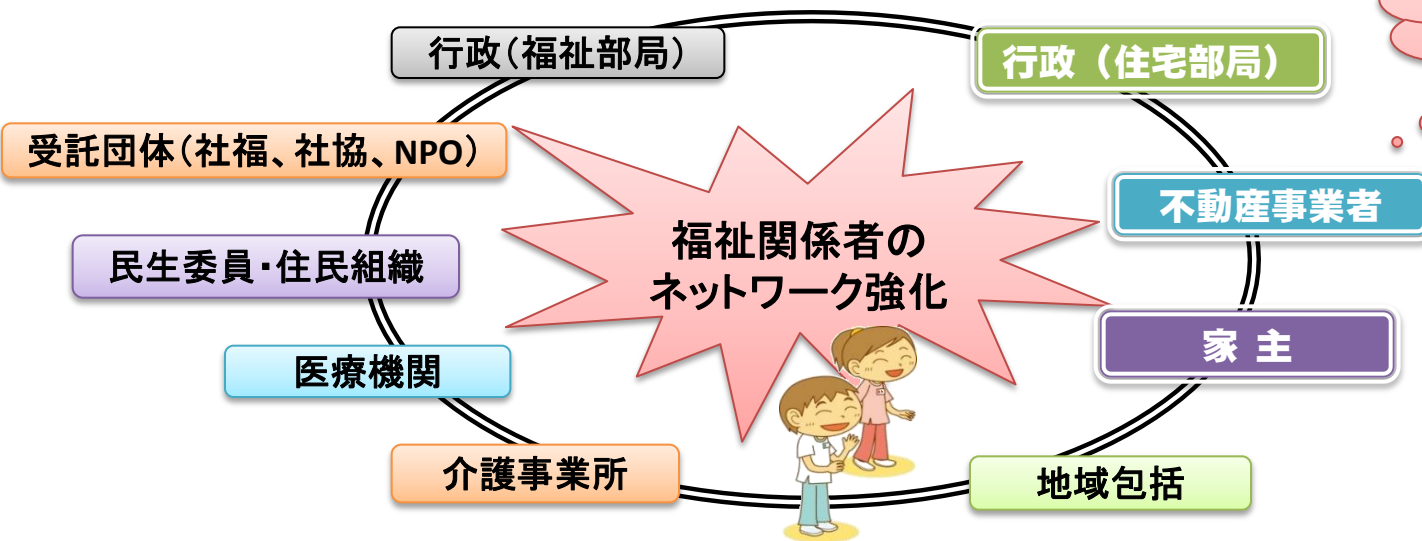 行政（福祉部局）
行政（住宅部局）
受託団体（社福、社協、NPO）
不動産事業者
福祉関係者の
ネットワーク強化
民生委員・住民組織
家 主
医療機関
介護事業所
地域包括